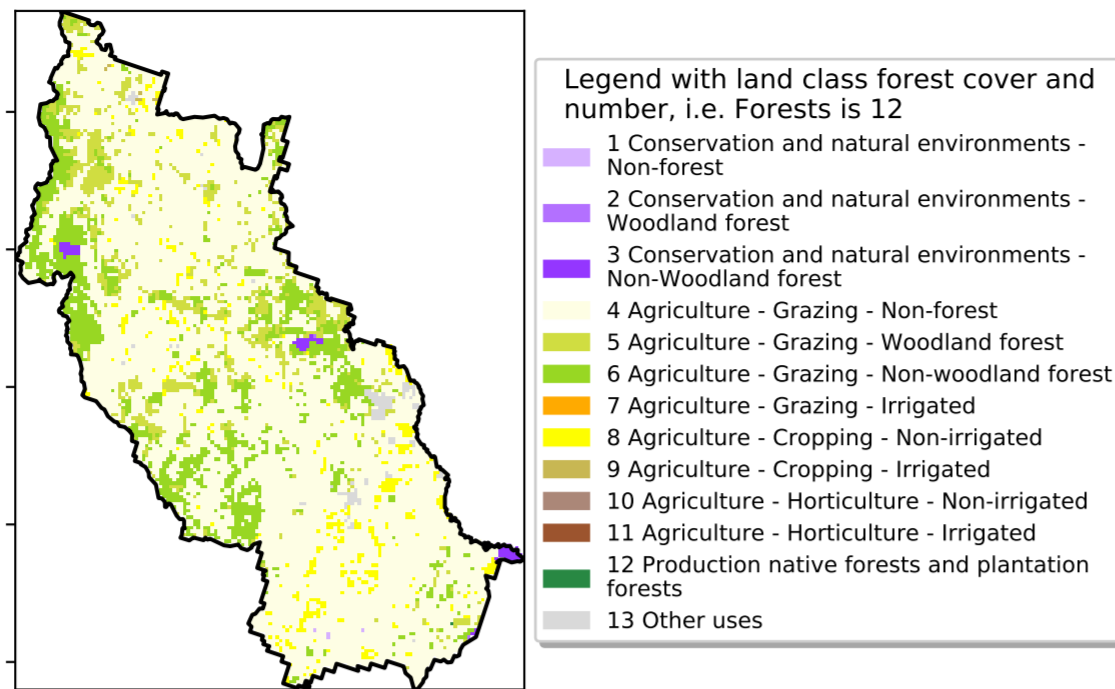 Legend with land class forest cover and
number, i.e. Forests is 12
1 Conservation and natural environments -
Non-forest
2 Conservation and natural environments -
Woodland forest
3 Conservation and natural environments -
Non-Woodland forest
4 Agriculture - Grazing - Non-forest
5 Agriculture - Grazing - Woodland forest
6 Agriculture - Grazing - Non-woodland forest
7 Agriculture - Grazing - Irrigated
8 Agriculture - Cropping - Non-irrigated
9 Agriculture - Cropping - Irrigated
10 Agriculture - Horticulture - Non-irrigated
11 Agriculture - Horticulture - Irrigated
12 Production native forests and plantation
forests
13 Other uses